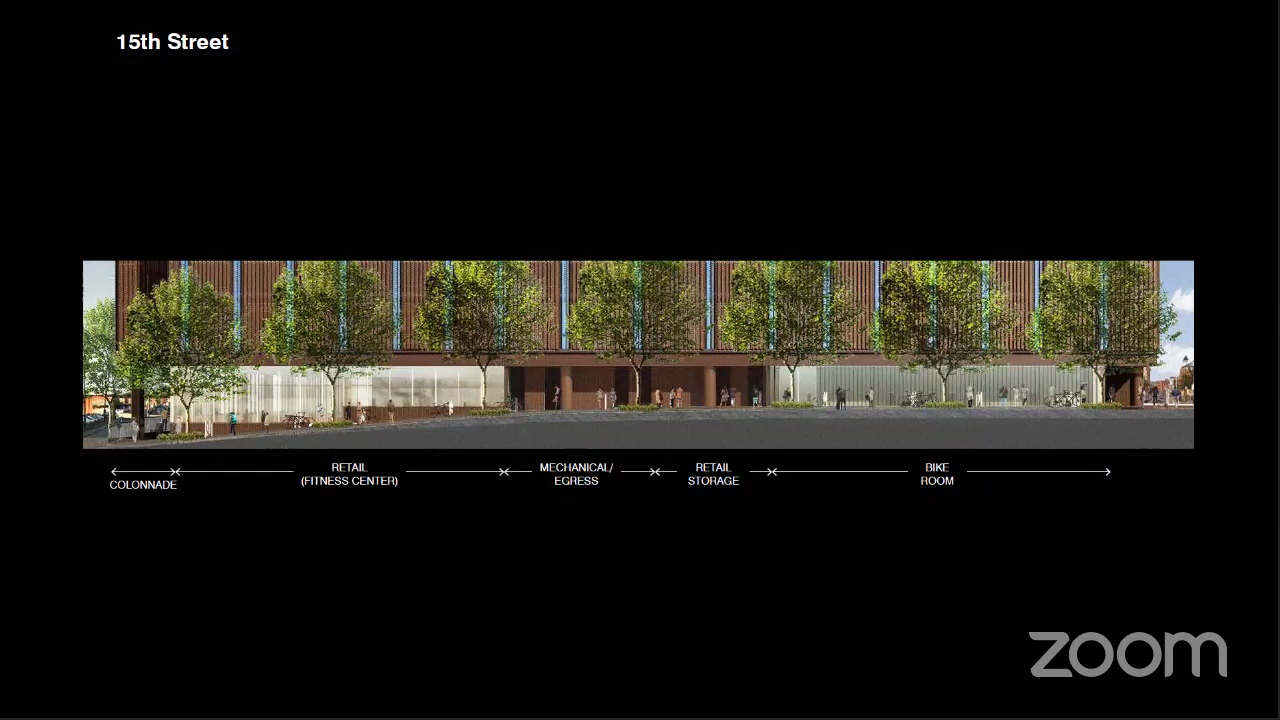 15th Street
COLONNADE
RETAIL
(FITNESS CENTER)
MECHANICAL/
EGRESS
RETAIL
STORAGE
BIKE
ROOM
zoom